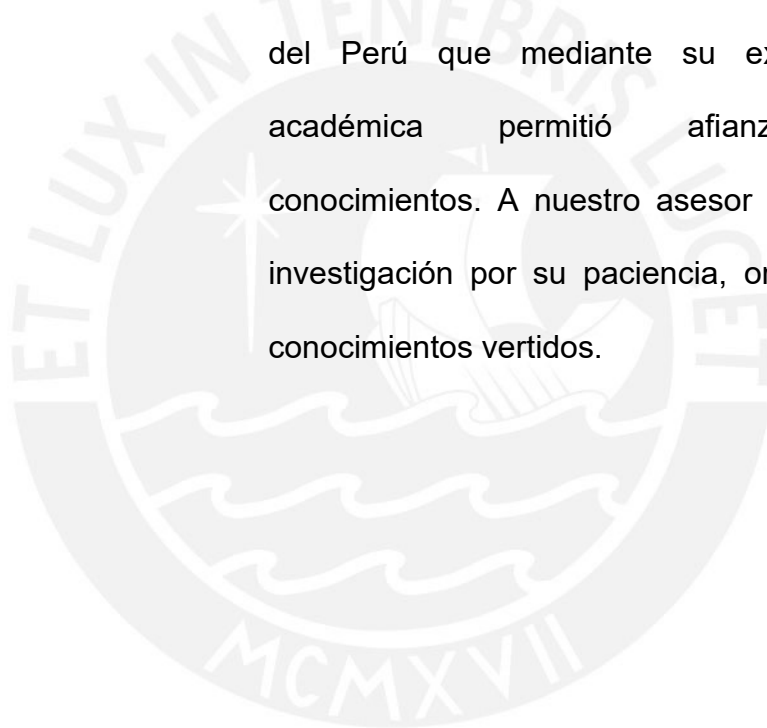 del Perú que mediante su
académica permitió
conocimientos. A nuestro asesor
investigación por su paciencia,
conocimientos vertidos.
ET LUX IN TENEBRIS LUCET
MCMXVII